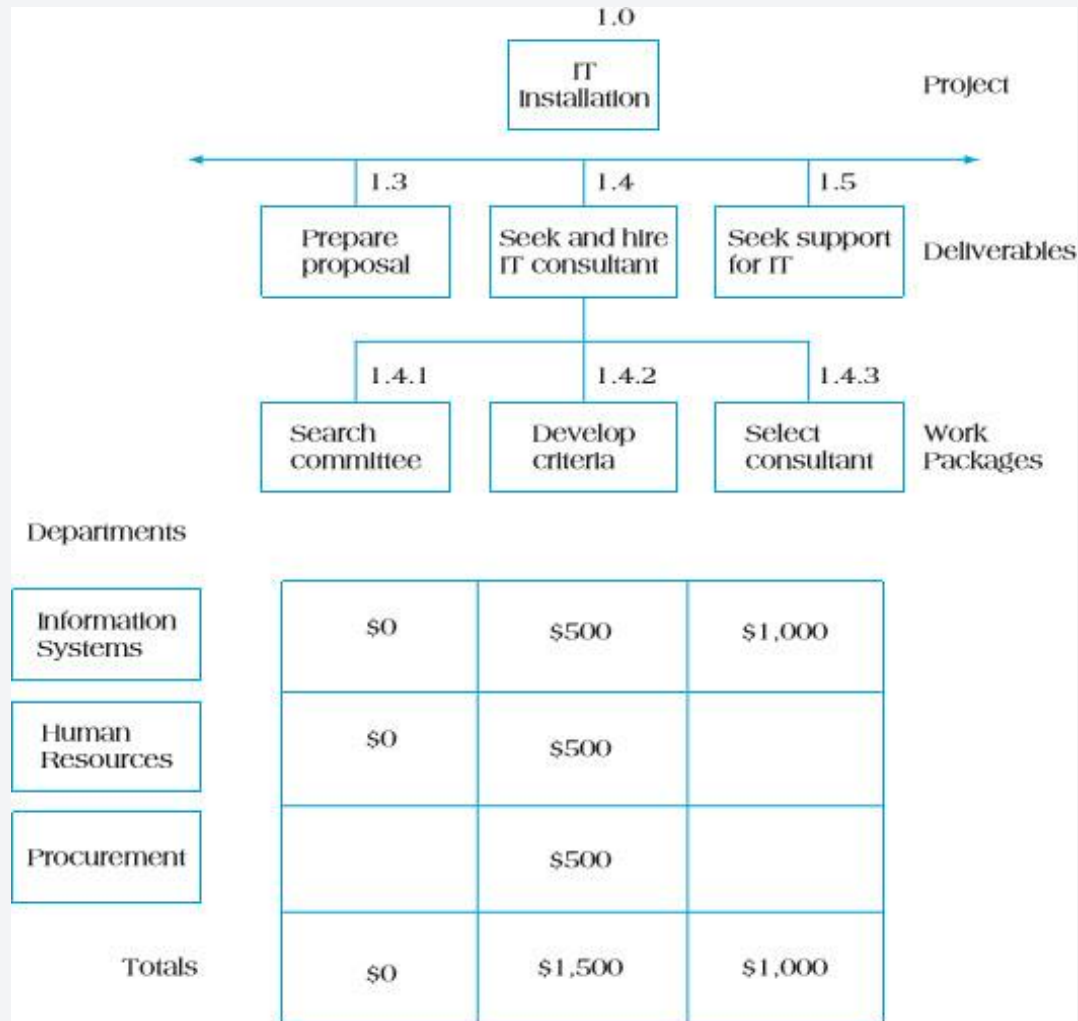 1.0
IT
Installation
Project
1.3
1.4
1.5
Prepare
proposal
Seek and hire
IT consultant
Seek support
for IT
Deliverables
1.4.1
1.4.2
1.4.3
Search
committee
Develop
criteria
Select
consultant
Work
Packages
Departments
Information
Systems
$0
$500
$1,000
Human
Resources
$0
$500
Procurement
$500
Totals
$0
$1,500
$1,000